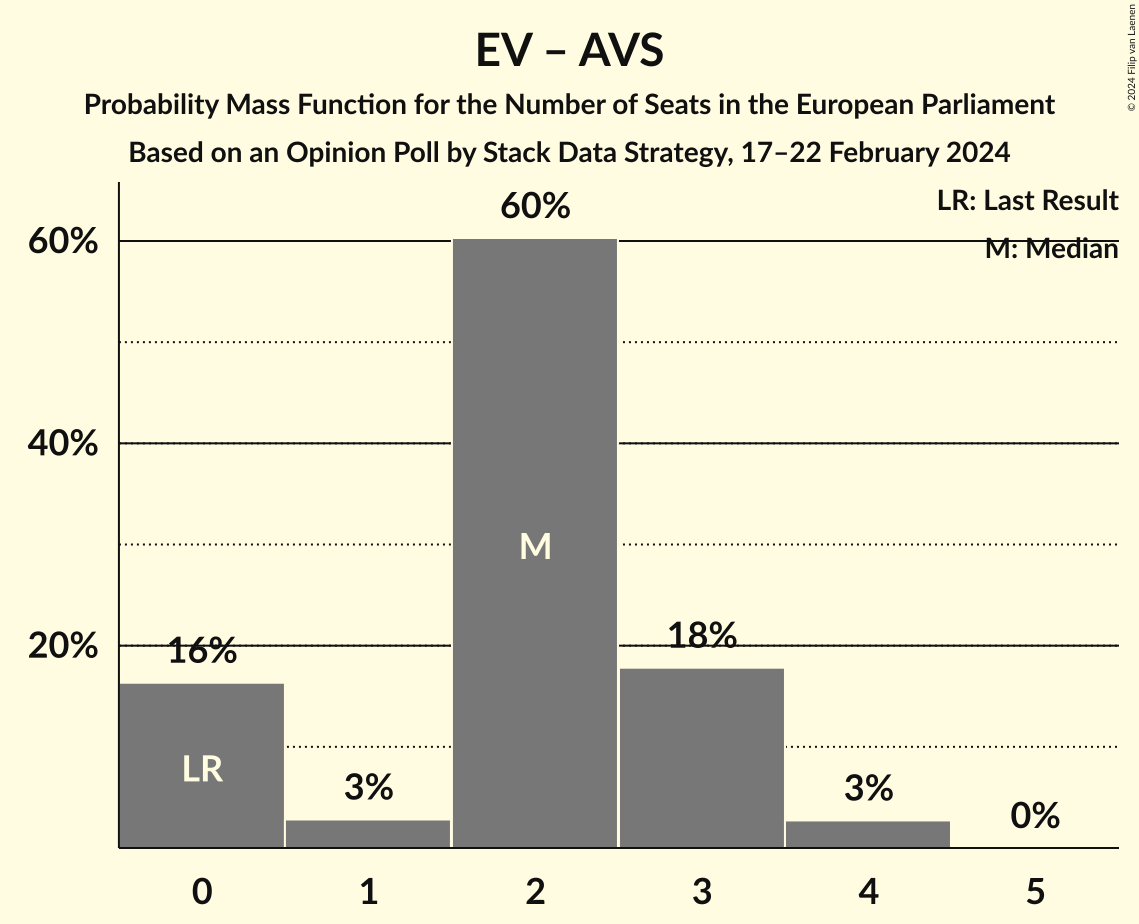 EV – AVS
Probability Mass Function for the Number of Seats in the European Parliament
Based on an Opinion Poll by Stack Data Strategy, 17–22 February 2024
© 2024 Filip van Laenen
LR: Last Result
M: Median
60%
40%
20%
16%
3%
60%
18%
3%
0%
LR
M
0 1 2 3 4 5